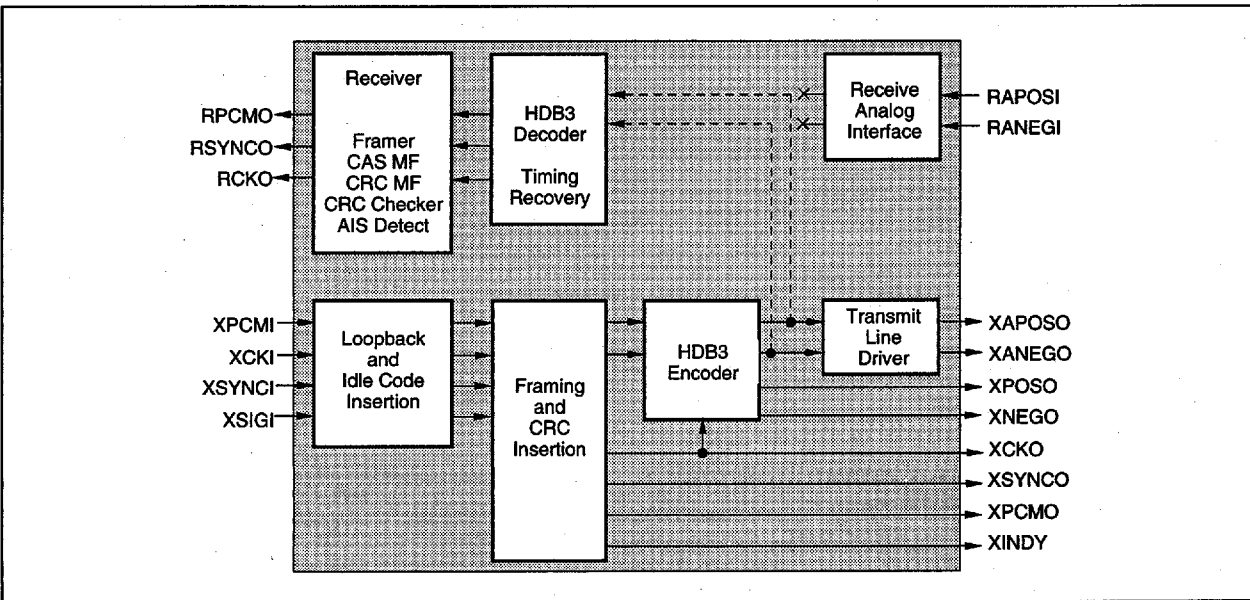 Receiver
Framer
CAS MF
CRC MF
CRC Checker
AIS Detect
HDB3
Decoder
Timing
Recovery
Receive
Analog
Interface
RAPOSI
RANEGI
RPCMO
RSYNCO
RCKO
XPCMI
XCKI
XSYNCI
XSIGI
Loopback
and
Idle Code
Insertion
Framing
and
CRC
Insertion
HDB3
Encoder
Transmit
Line
Driver
XAPOSO
XANEGO
XPOSO
XNEGO
XCKO
XSYNCO
XPCMO
XINDY